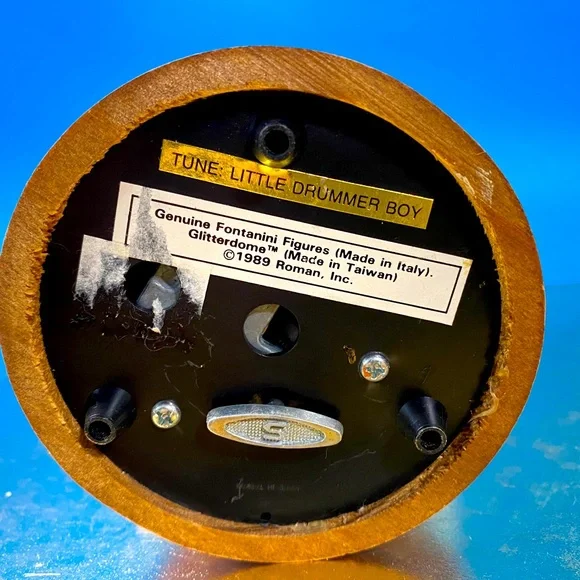 TUNE: LITTLE DRUMMER BOY
Genuine Fontanini Figures (Made in Italy).
Glitterdome™ (Made in Taiwan)
©1989 Roman, Inc.
S